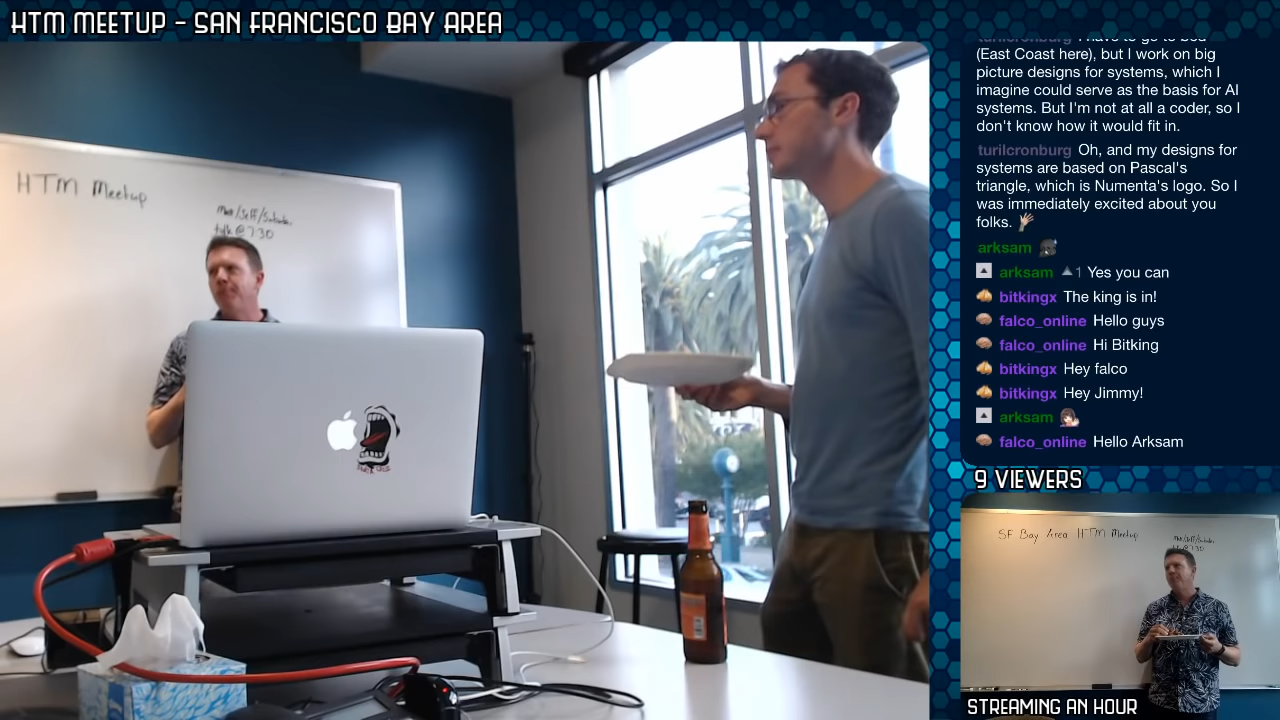 HTM MEETUP - SAN FRANCISCO BAY AREA
HTM Meetup
talk @ 7:30
turilcronburg I have to go to bed
(East Coast here), but I work on big
picture designs for systems, which I
imagine could serve as the basis for AI
systems. But I'm not at all a coder, so I
don't know how it would fit in.
turilcronburg Oh, and my designs for
systems are based on Pascal's
triangle, which is Numenta's logo. So I
was immediately excited about you
folks.
arksam
arksam 1 Yes you can
bitkingx The king is in!
falco_online Hello guys
falco_online Hi Bitking
bitkingx Hey falco
bitkingx Hey Jimmy!
arksam
falco_online Hello Arksam
9 VIEWERS
SF Bay Area HTM Meetup
STREAMING AN HOUR